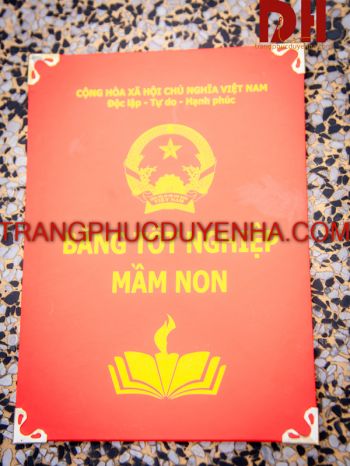 DH
trangphucduyenha.com
CỘNG HÒA XÃ HỘI CHỦ NGHĨA VIỆT NAM
Độc lập - Tự do - Hạnh phúc
TRANGPHUCDUYENHA.COM
BẰNG TỐT NGHIỆP
MẦM NON